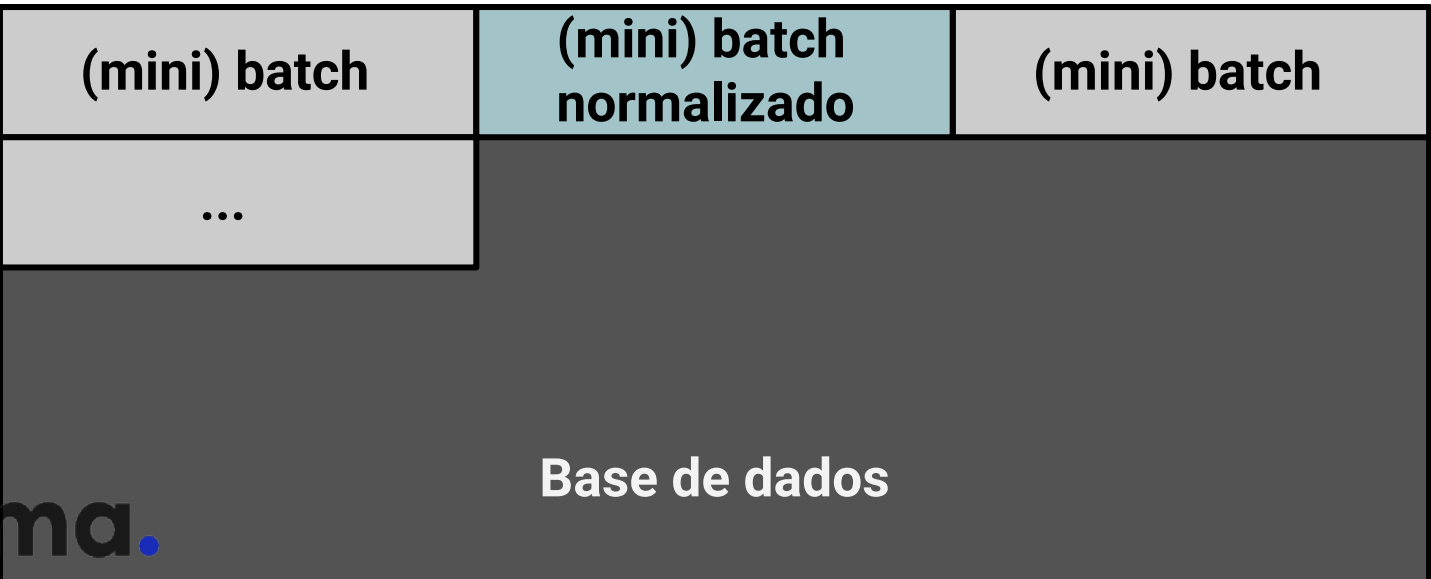 (mini) batch
(mini) batch
normalizado
(mini) batch
...
Base de dados
ma.